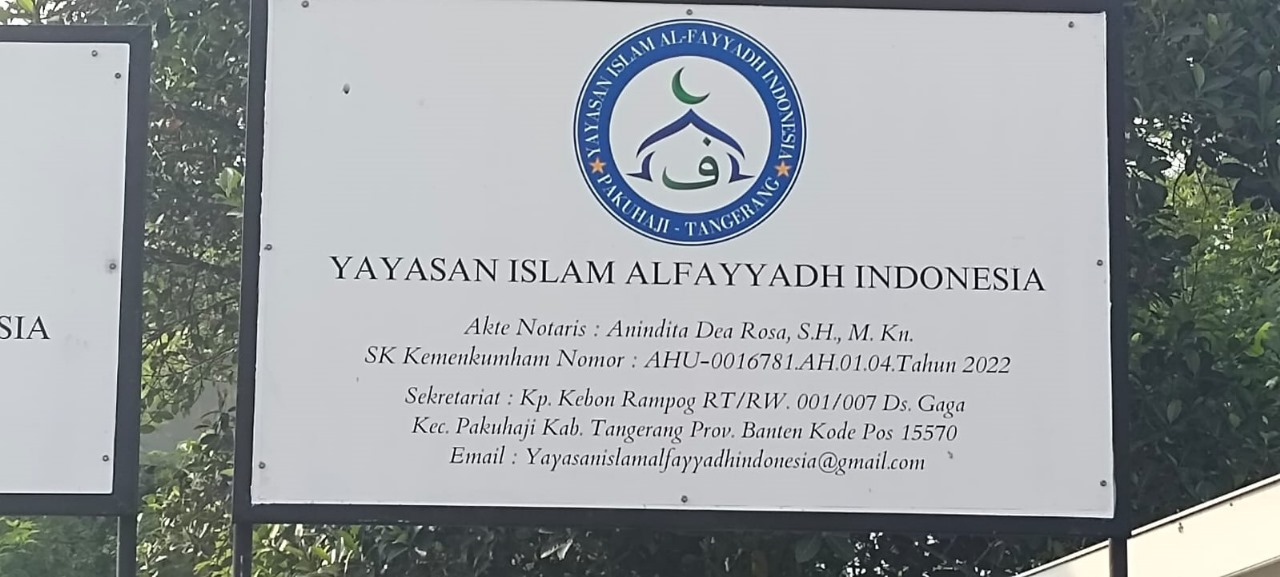 YAYASAN ISLAM AL-FAYYADH INDONESIA
PAKUHAJI - TANGERANG
ف
YAYASAN ISLAM ALFAYYADH INDONESIA
Akte Notaris : Anindita Dea Rosa, S.H., M. Kn.
SK Kemenkumham Nomor : AHU-0016781.AH.01.04.Tahun 2022
Sekretariat : Kp. Kebon Rampog RT/RW. 001/007 Ds. Gaga
Kec. Pakuhaji Kab. Tangerang Prov. Banten Kode Pos 15570
Email : Yayasanislamalfayyadhindonesia@gmail.com
SIA